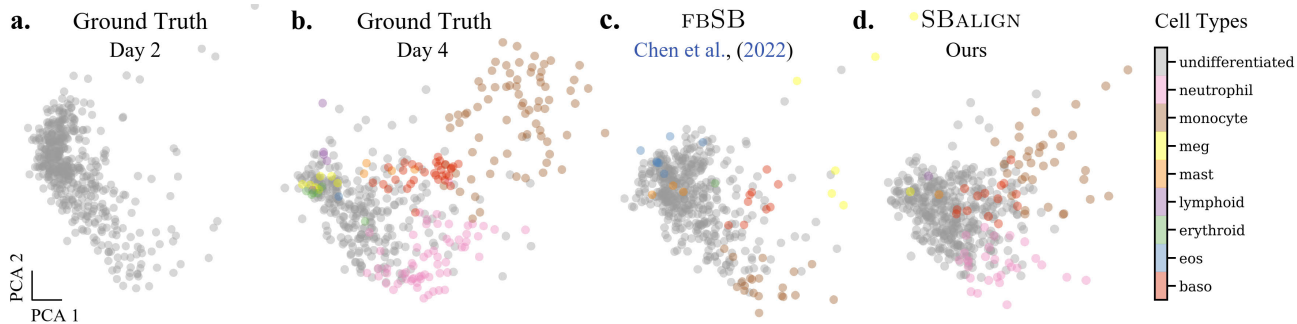 a. Ground Truth
Day 2
b. Ground Truth
Day 4
c. FBSB
Chen et al., (2022)
d. SBALIGN
Ours
Cell Types
undifferentiated
neutrophil
monocyte
meg
mast
lymphoid
erythroid
eos
baso
PCA 2
PCA 1